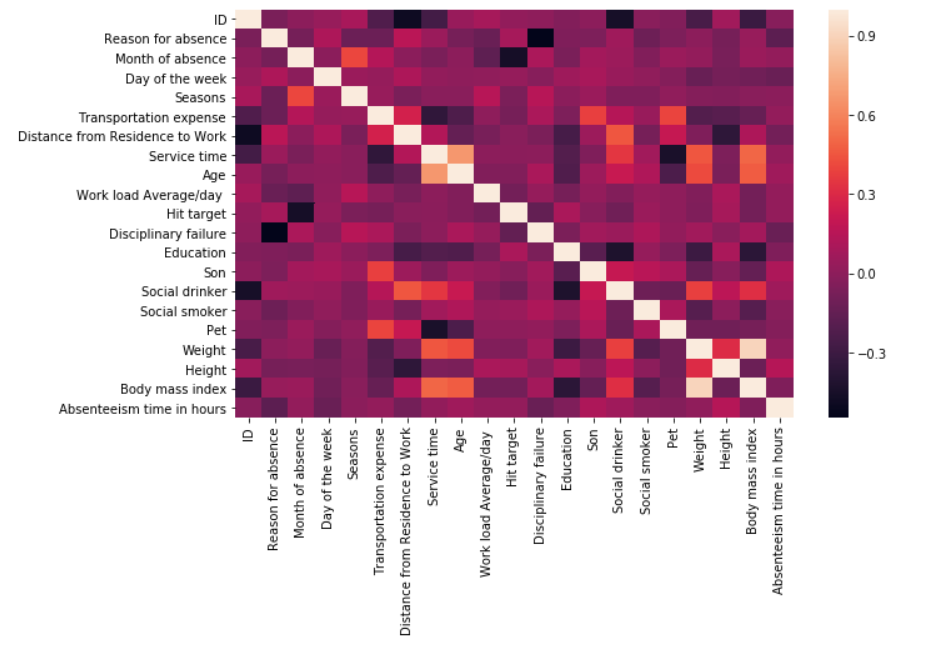 ID
Reason for absence
Month of absence
Day of the week
Seasons
Transportation expense
Distance from Residence to Work
Service time
Age
Work load Average/day
Hit target
Disciplinary failure
Education
Son
Social drinker
Social smoker
Pet
Weight
Height
Body mass index
Absenteeism time in hours
ID
Reason for absence
Month of absence
Day of the week
Seasons
Transportation expense
Distance from Residence to Work
Service time
Age
Work load Average/day
Hit target
Disciplinary failure
Education
Son
Social drinker
Social smoker
Pet
Weight
Height
Body mass index
Absenteeism time in hours
0.9
0.6
0.3
0.0
−0.3